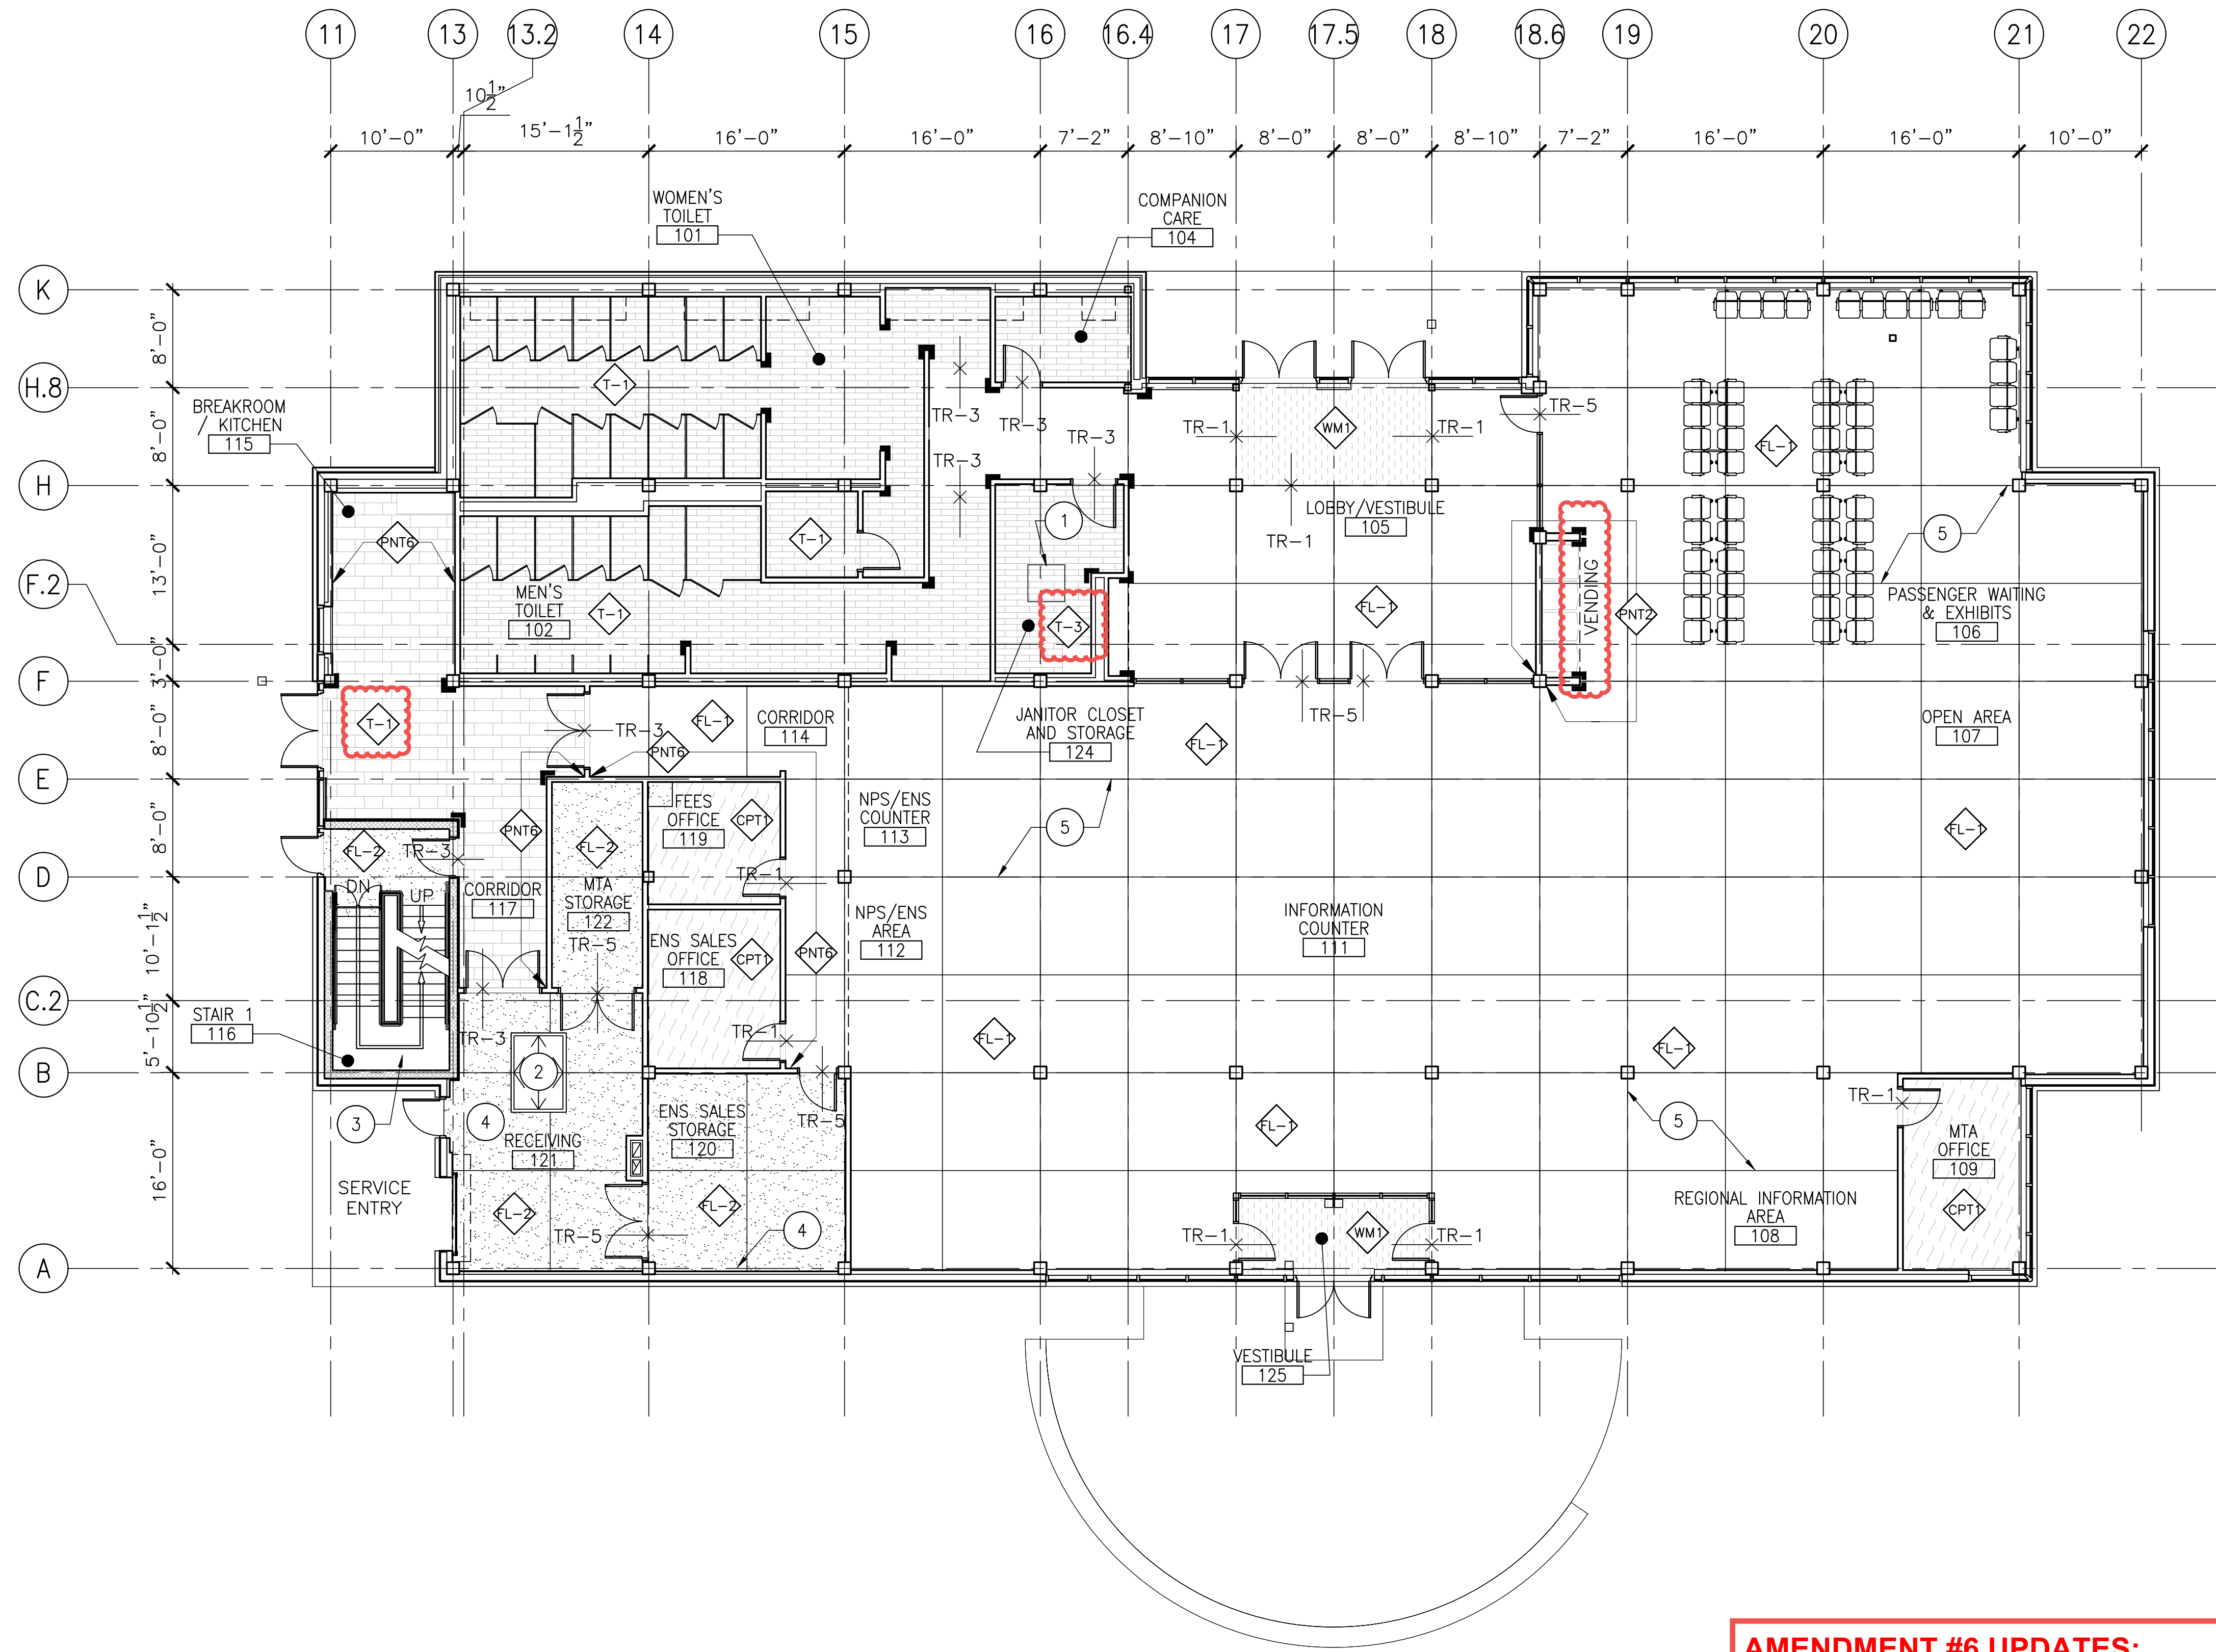 11 13 13.2 14 15 16 16.4 17 17.5 18 18.6 19 20 21 22
10½"
10'-0" 15'-1½" 16'-0" 16'-0" 7'-2" 8'-10" 8'-0" 8'-0" 8'-10" 7'-2" 16'-0" 16'-0" 10'-0"
WOMEN'S
TOILET
101
COMPANION
CARE
104
K
8'-0"
H.8
8'-0"
H
13'-0"
F.2
3'-0"
F
8'-0"
E
8'-0"
D
10'-1½"
C.2
5'-10½"
B
16'-0"
A
BREAKROOM
/ KITCHEN
115
T-1
TR-3
TR-3
TR-3
TR-3
TR-1
WM1
TR-1
TR-5
FL-1
PNT6
T-1
1
LOBBY/VESTIBULE
105
TR-1
5
MEN'S
TOILET
102
T-1
T-3
FL-1
VENDING
PNT2
PASSENGER WAITING
& EXHIBITS
106
T-1
TR-3
FL-1
CORRIDOR
114
PNT6
JANITOR CLOSET
AND STORAGE
124
FL-1
TR-5
OPEN AREA
107
FL-2
TR-3
PNT6
FL-2
FEES
OFFICE
119
CPT1
NPS/ENS
COUNTER
113
5
FL-1
DN
UP
CORRIDOR
117
MTA
STORAGE
122
TR-5
TR-1
ENS SALES
OFFICE
118
CPT1
PNT6
NPS/ENS
AREA
112
INFORMATION
COUNTER
111
STAIR 1
116
TR-3
TR-1
FL-1
FL-1
2
3
4
RECEIVING
121
ENS SALES
STORAGE
120
TR-5
FL-1
5
TR-1
MTA
OFFICE
109
SERVICE
ENTRY
FL-2
TR-5
FL-2
4
TR-1
WM1
TR-1
REGIONAL INFORMATION
AREA
108
CPT1
VESTIBULE
125
AMENDMENT #6 UPDATES: